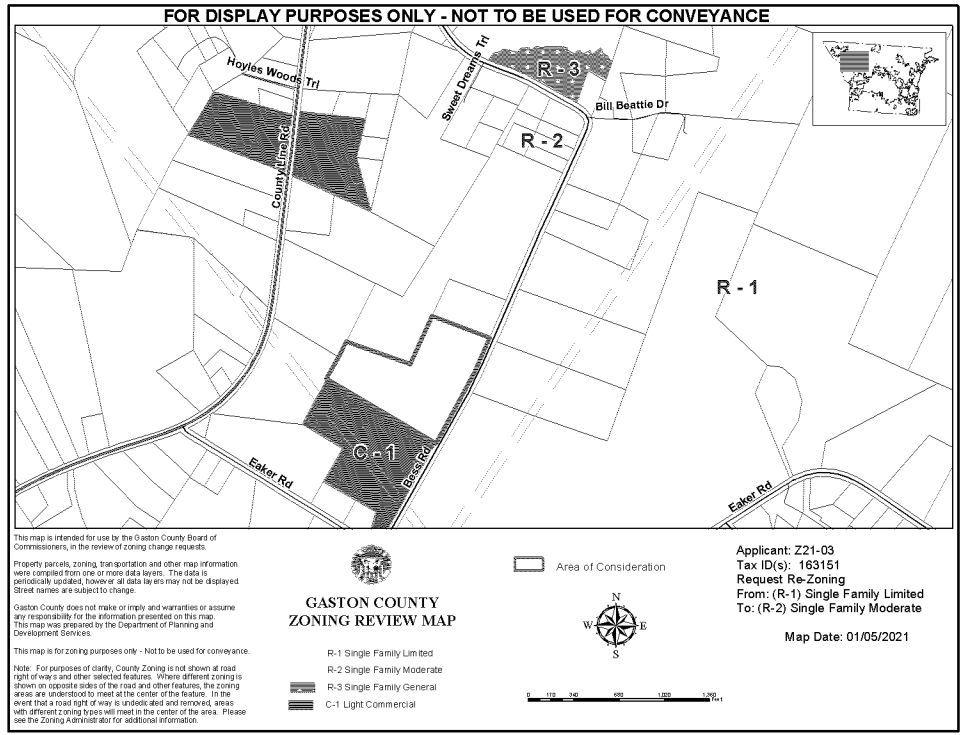 FOR DISPLAY PURPOSES ONLY - NOT TO BE USED FOR CONVEYANCE
Hoyles Woods Trl
Sweet Dreams Trl
R - 3
Bill Beattie Dr
County Line Rd
R - 2
R - 1
C - 1
Bess Rd
Eaker Rd
Eaker Rd
This map is intended for use by the Gaston County Board of
Commissioners, in the review of zoning change requests.
Property parcels, zoning, transportation and other map information
were compiled from one or more data layers. The data is
periodically updated, however all data layers may not be displayed.
Street names are subject to change.
Gaston County does not make or imply and warranties or assume
any responsibility for the information presented on this map.
This map was prepared by the Department of Planning and
Development Services.
This map is for zoning purposes only - Not to be used for conveyance.
Note: For purposes of clarity, County Zoning is not shown at road
right of ways and other selected features. Where different zoning is
shown on opposite sides of the road and other features, the zoning
areas are understood to meet at the center of the feature. In the
event that a road right of way is undedicated and removed, areas
with different zoning types will meet in the center of the area. Please
see the Zoning Administrator for additional information.
GASTON COUNTY
ZONING REVIEW MAP
R-1 Single Family Limited
R-2 Single Family Moderate
R-3 Single Family General
C-1 Light Commercial
Area of Consideration
N
W E
S
0 170 340 680 1,020 1,360
Feet
Applicant: Z21-03
Tax ID(s): 163151
Request Re-Zoning
From: (R-1) Single Family Limited
To: (R-2) Single Family Moderate
Map Date: 01/05/2021